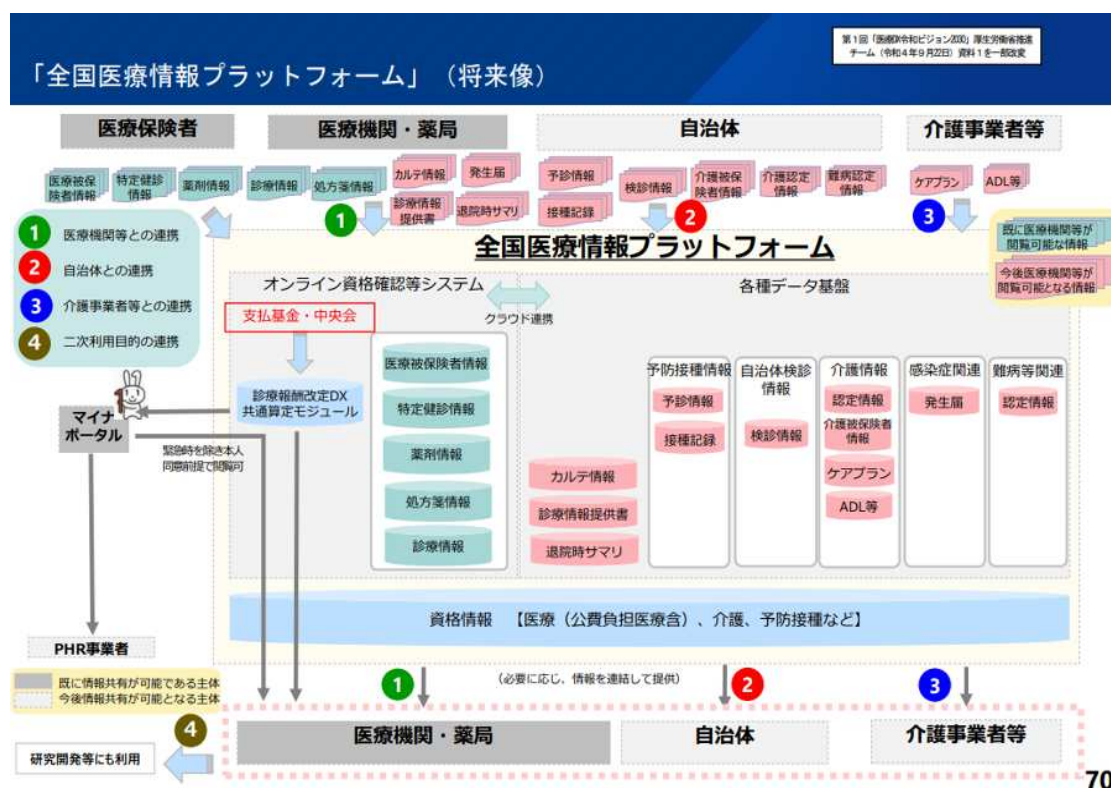 第1回「医療DX令和ビジョン2030」厚生労働省推進
チーム（令和4年9月22日）資料1を一部改変
「全国医療情報プラットフォーム」（将来像）
医療保険者
医療機関・薬局
自治体
介護事業者等
医療被保
険者情報
特定健診
情報
薬剤情報
診療情報
処方箋情報
カルテ情報
発生届
診療情報
提供書
退院時サマリ
予診情報
接種記録
検診情報
介護被保
険者情報
介護認定
情報
難病認定
情報
ケアプラン
ADL等
1
2
3
1 医療機関等との連携
2 自治体との連携
3 介護事業者等との連携
4 二次利用目的の連携
既に医療機関等が
閲覧可能な情報
今後医療機関等が
閲覧可能となる情報
全国医療情報プラットフォーム
オンライン資格確認等システム
クラウド連携
各種データ基盤
支払基金・中央会
診療報酬改定DX
共通算定モジュール
医療被保険者情報
特定健診情報
薬剤情報
処方箋情報
診療情報
カルテ情報
診療情報提供書
退院時サマリ
予防接種情報
予診情報
接種記録
自治体検診
情報
検診情報
介護情報
認定情報
介護被保険者
情報
ケアプラン
ADL等
感染症関連
発生届
難病等関連
認定情報
マイナ
ポータル
緊急時を除き本人
同意前提で閲覧可
資格情報 【医療（公費負担医療含）、介護、予防接種など】
PHR事業者
既に情報共有が可能である主体
今後情報共有が可能となる主体
1
（必要に応じ、情報を連結して提供）
2
3
4
医療機関・薬局
自治体
介護事業者等
研究開発等にも利用
70